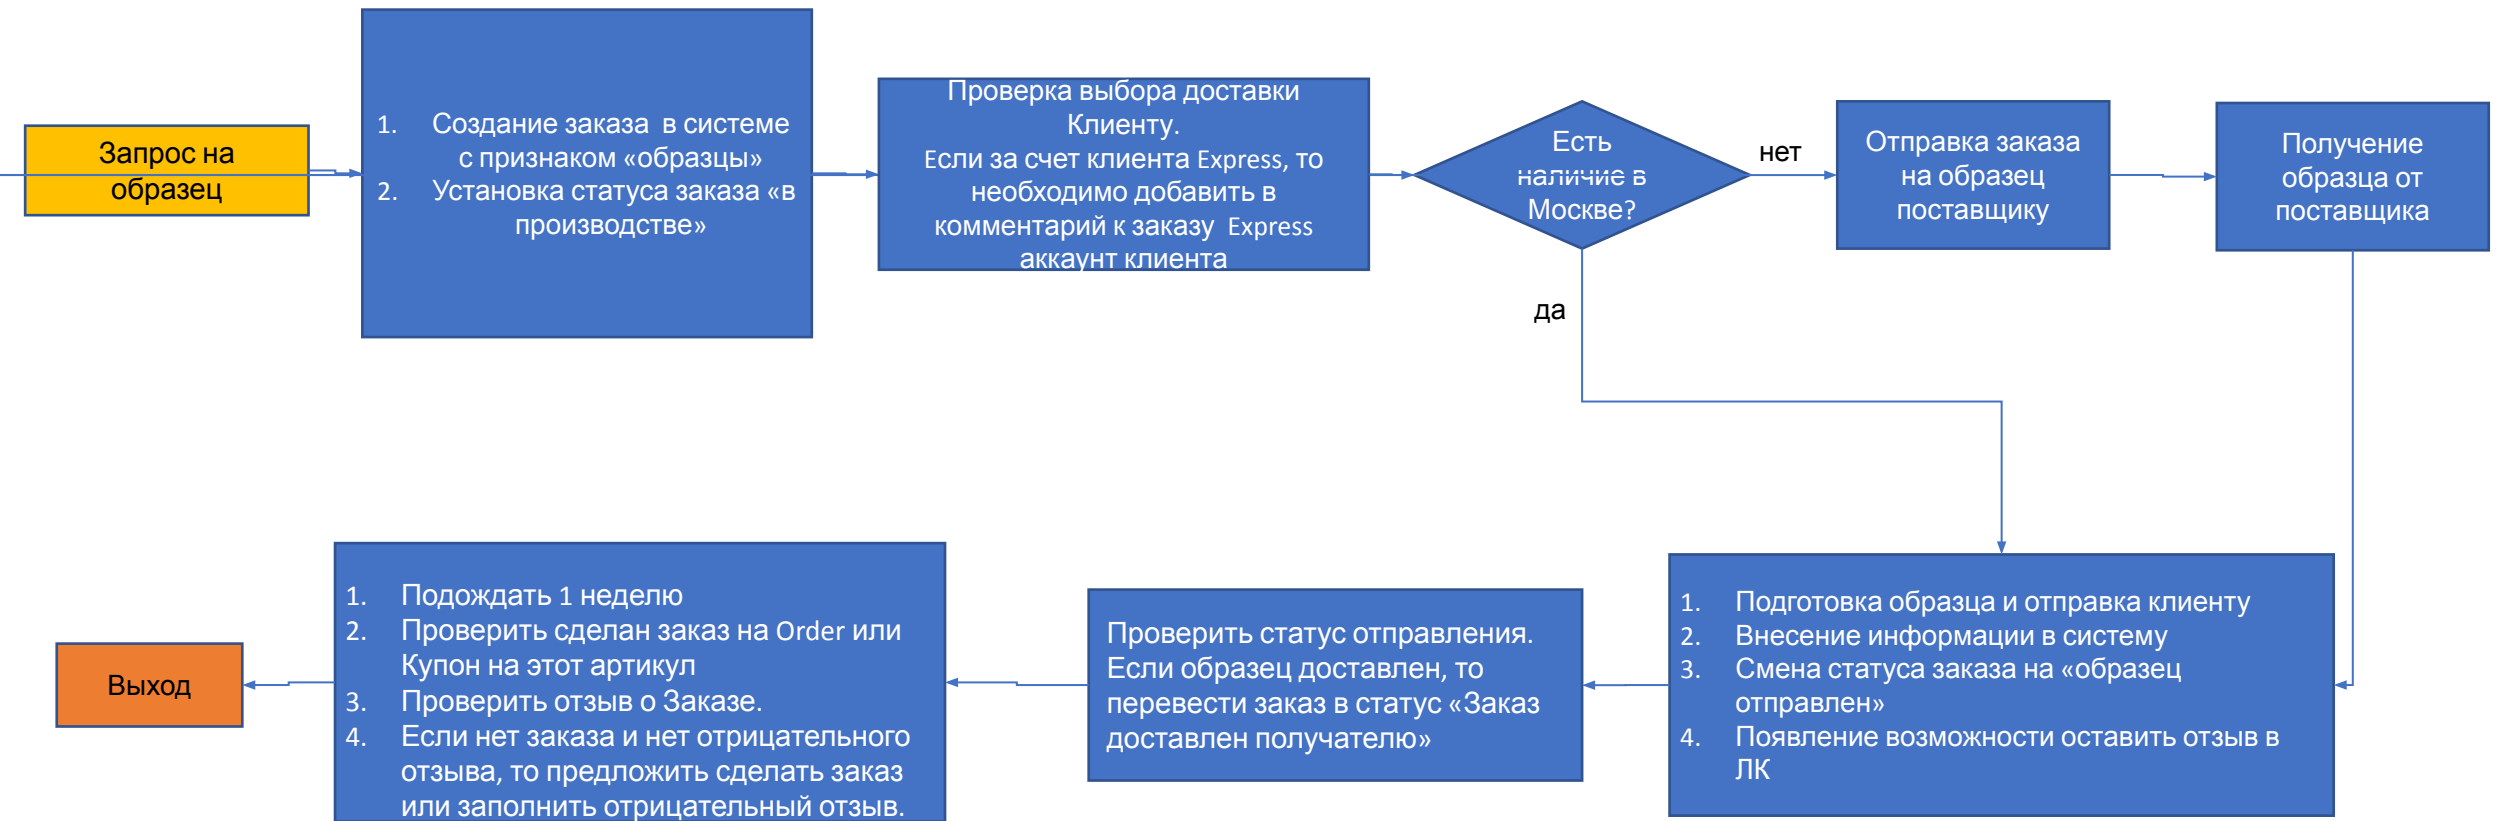 Запрос на
образец
1. Создание заказа в системе
с признаком «образцы»
2. Установка статуса заказа «в
производстве»
Проверка выбора доставки
Клиенту.
Если за счет клиента Express, то
необходимо добавить в
комментарий к заказу Express
аккаунт клиента
Есть
наличие в
Москве?
нет
да
Отправка заказа
на образец
поставщику
Получение
образца от
поставщика
1. Подготовка образца и отправка клиенту
2. Внесение информации в систему
3. Смена статуса заказа на «образец
отправлен»
4. Появление возможности оставить отзыв в
ЛК
Проверить статус отправления.
Если образец доставлен, то
перевести заказ в статус «Заказ
доставлен получателю»
1. Подождать 1 неделю
2. Проверить сделан заказ на Order или
Купон на этот артикул
3. Проверить отзыв о Заказе.
4. Если нет заказа и нет отрицательного
отзыва, то предложить сделать заказ
или заполнить отрицательный отзыв.
Выход